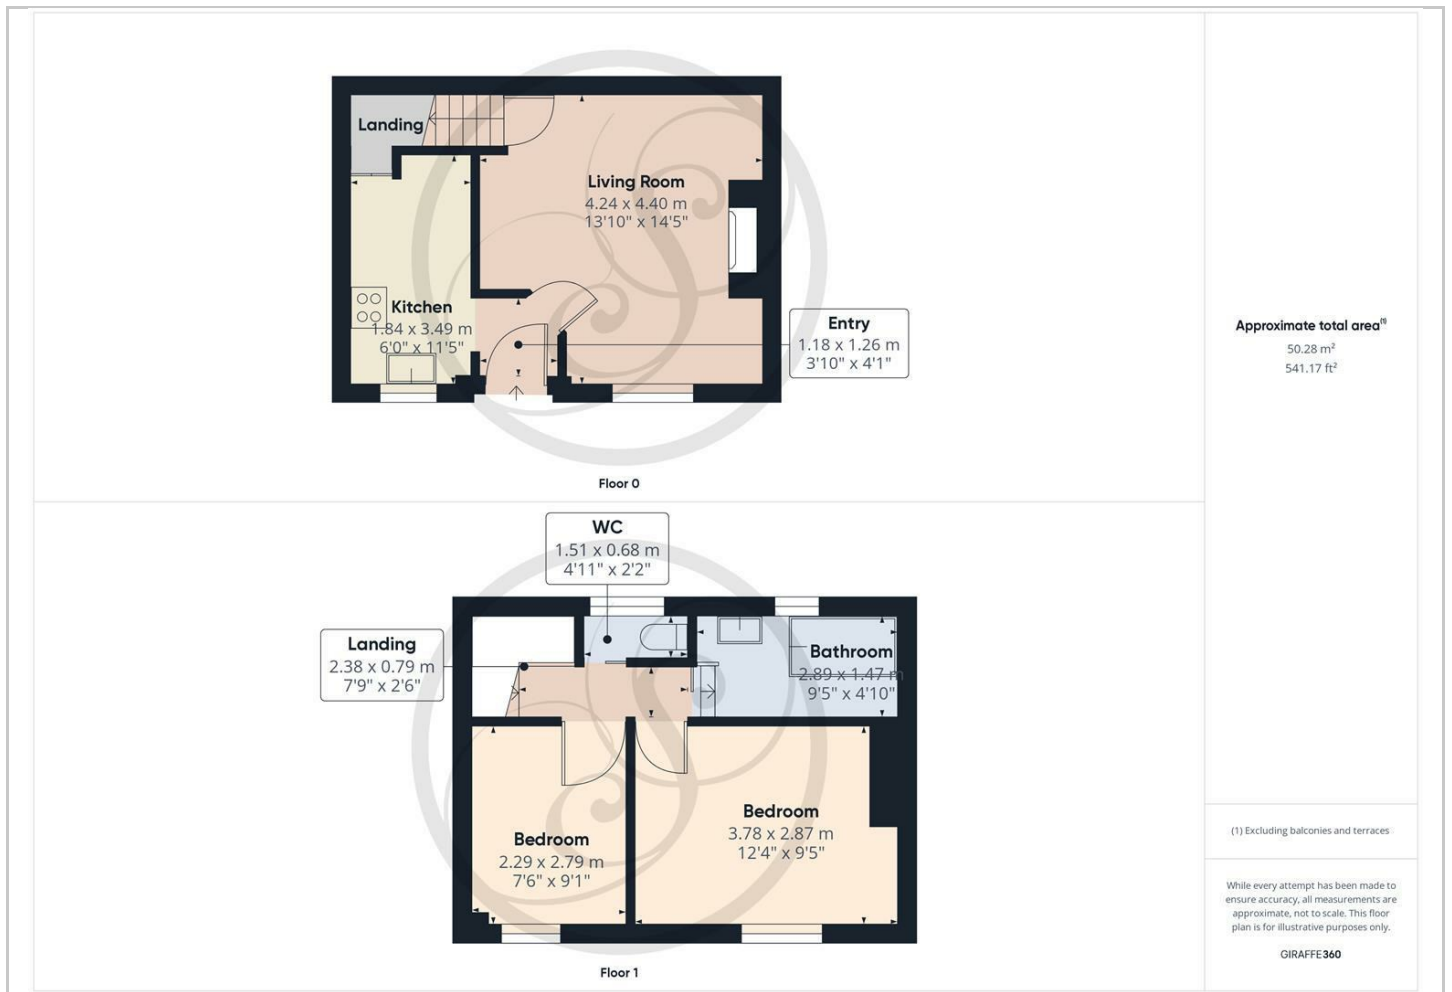 Landing
Living Room
4.24 x 4.40 m
13'10" x 14'5"
Kitchen
1.84 x 3.49 m
6'0" x 11'5"
Entry
1.18 x 1.26 m
3'10" x 4'1"
Floor 0
WC
1.51 x 0.68 m
4'11" x 2'2"
Landing
2.38 x 0.79 m
7'9" x 2'6"
Bathroom
2.89 x 1.47 m
9'5" x 4'10"
Bedroom
3.78 x 2.87 m
12'4" x 9'5"
Bedroom
2.29 x 2.79 m
7'6" x 9'1"
Floor 1
Approximate total area(1)
50.28 m²
541.17 ft²
(1) Excluding balconies and terraces
While every attempt has been made to
ensure accuracy, all measurements are
approximate, not to scale. This floor
plan is for illustrative purposes only.
GIRAFFE360